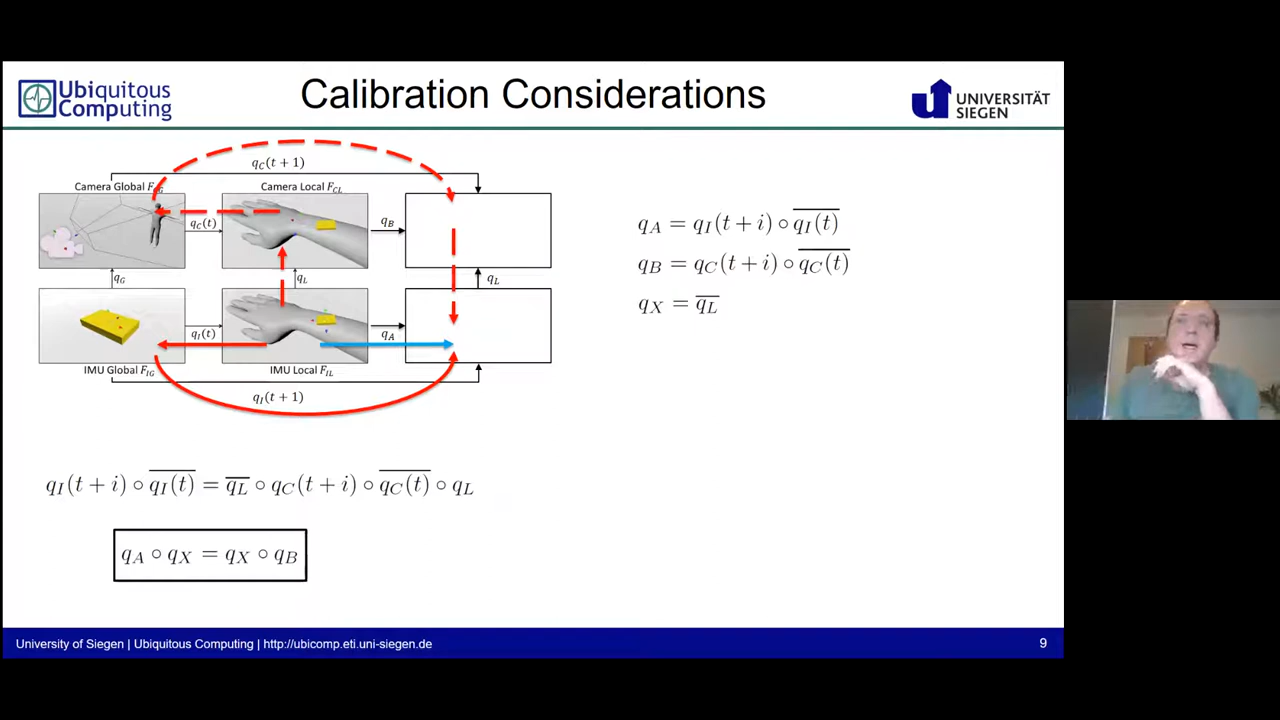 Ubiquitous
Computing
Calibration Considerations
UNIVERSITÄT
SIEGEN
q_C(t + 1)
Camera Global F_CG
Camera Local F_CL
q_C(t)
q_B
q_G
q_L
q_L
q_I(t)
q_A
IMU Global F_IG
IMU Local F_IL
q_I(t + 1)
q_A = q_I(t + i) ∘ \overline{q_I(t)}
q_B = q_C(t + i) ∘ \overline{q_C(t)}
q_X = \overline{q_L}
q_I(t + i) ∘ \overline{q_I(t)} = \overline{q_L} ∘ q_C(t + i) ∘ \overline{q_C(t)} ∘ q_L
q_A ∘ q_X = q_X ∘ q_B
University of Siegen | Ubiquitous Computing | http://ubicomp.eti.uni-siegen.de
9